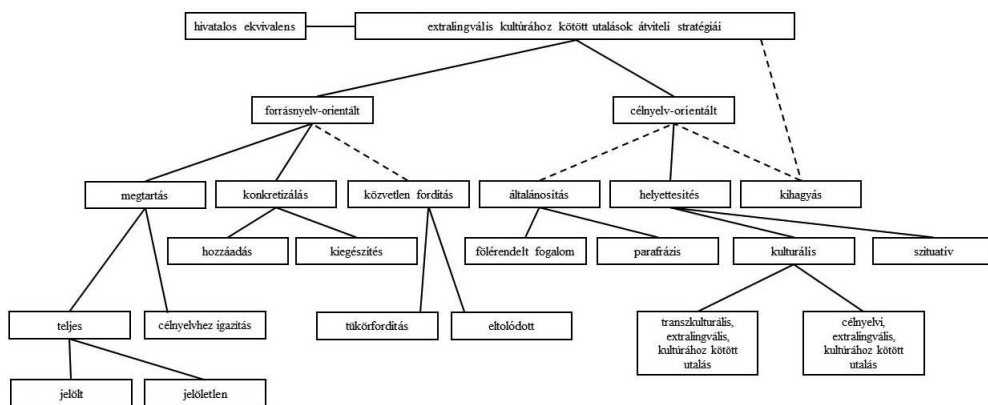 hivatalos ekvivalens
extralingvális kultúrához kötött utalások átviteli stratégiái
forrásnyelv-orientált
célnyelv-orientált
megtartás
konkretizálás
közvetlen fordítás
általánosítás
helyettesítés
kihagyás
hozzáadás
kiegészítés
fölérendelt fogalom
parafrázis
kulturális
szituatív
teljes
célnyelvhez igazítás
tükörfordítás
eltolódott
transzkulturális,
extralingvális,
kultúrához kötött
utalás
célnyelvi,
extralingvális,
kultúrához kötött
utalás
jelölt
jelöletlen